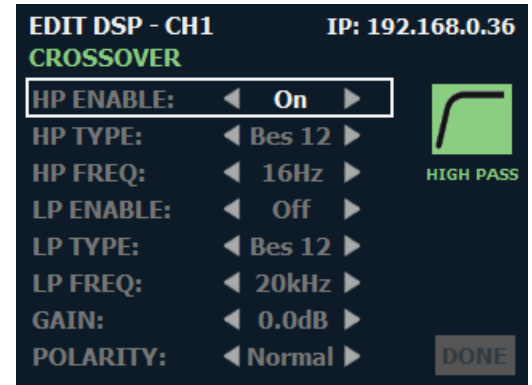 EDIT DSP - CH1 IP: 192.168.0.36
CROSSOVER
HP ENABLE: On
HP TYPE: Bes 12
HP FREQ: 16Hz
HIGH PASS
LP ENABLE: Off
LP TYPE: Bes 12
LP FREQ: 20kHz
GAIN: 0.0dB
POLARITY: Normal
DONE